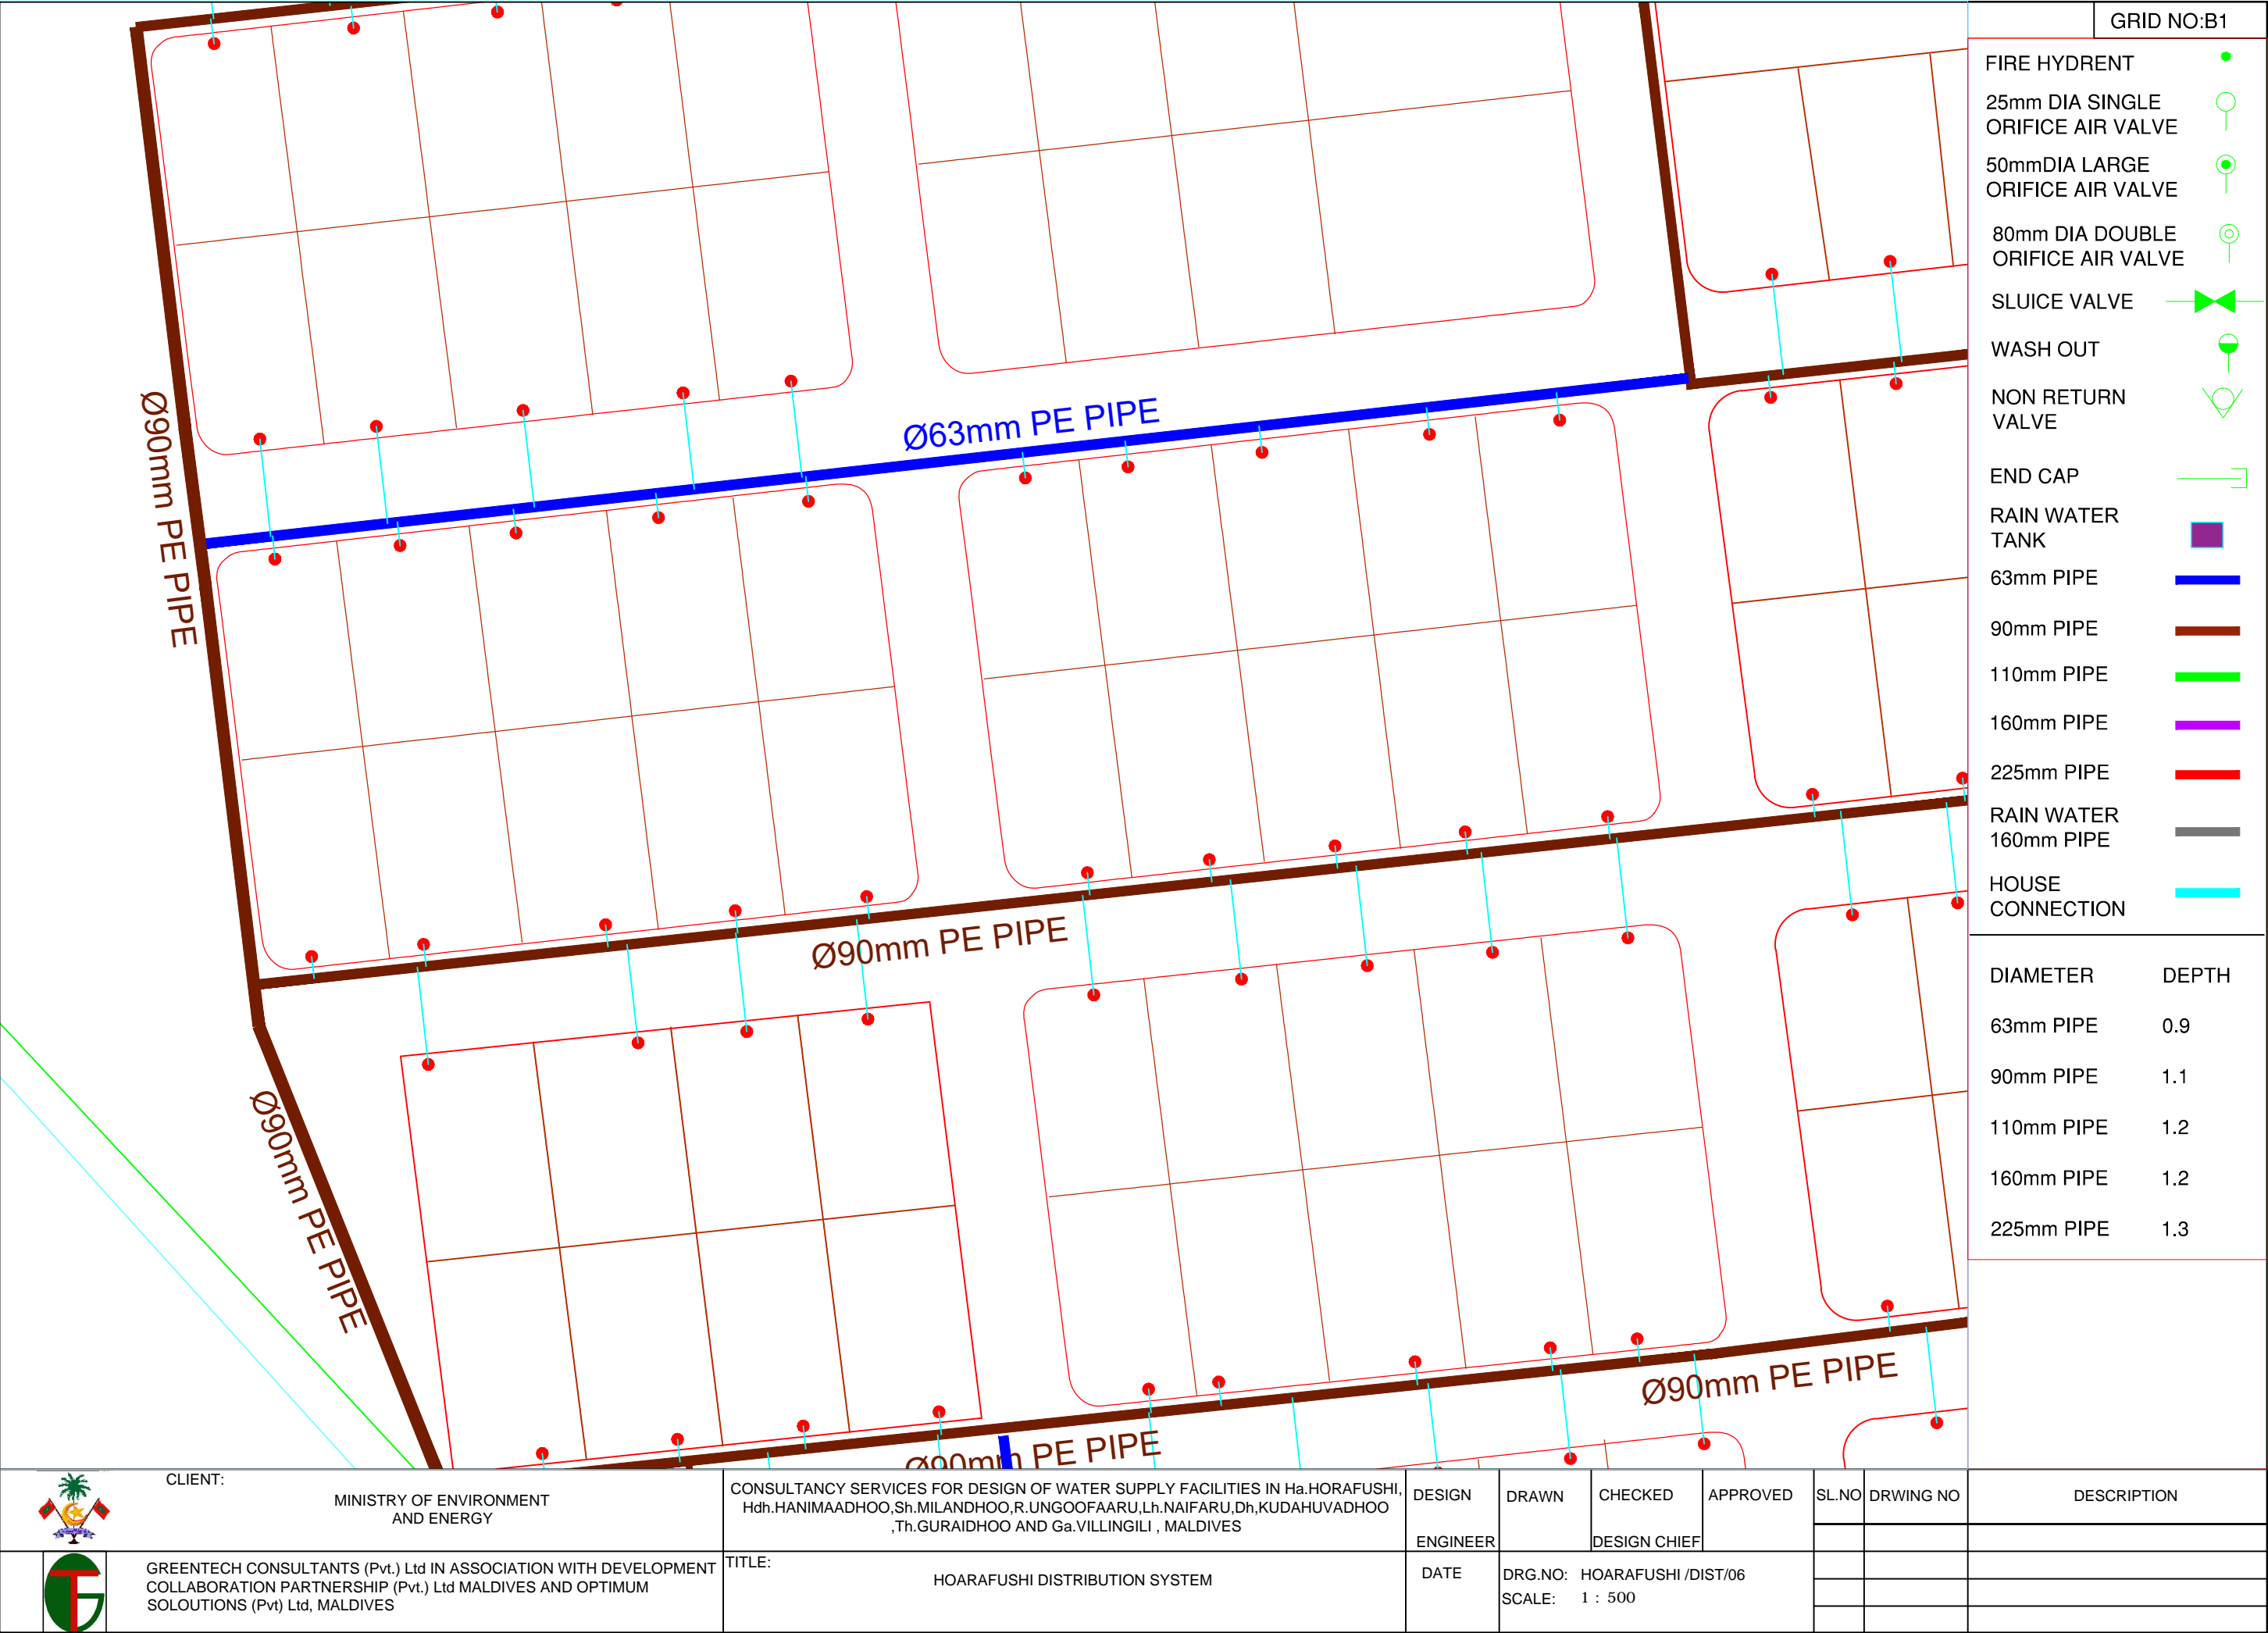 GRID NO:B1
FIRE HYDRENT
25mm DIA SINGLE
ORIFICE AIR VALVE
50mmDIA LARGE
ORIFICE AIR VALVE
80mm DIA DOUBLE
ORIFICE AIR VALVE
SLUICE VALVE
WASH OUT
NON RETURN
VALVE
END CAP
RAIN WATER
TANK
63mm PIPE
90mm PIPE
110mm PIPE
160mm PIPE
225mm PIPE
RAIN WATER
160mm PIPE
HOUSE
CONNECTION
DIAMETER DEPTH
63mm PIPE 0.9
90mm PIPE 1.1
110mm PIPE 1.2
160mm PIPE 1.2
225mm PIPE 1.3
Ø90mm PE PIPE
Ø63mm PE PIPE
Ø90mm PE PIPE
Ø90mm PE PIPE
Ø90mm PE PIPE
Ø90mm PE PIPE
CLIENT:
MINISTRY OF ENVIRONMENT
AND ENERGY
CONSULTANCY SERVICES FOR DESIGN OF WATER SUPPLY FACILITIES IN Ha.HORAFUSHI,
Hdh.HANIMAADHOO,Sh.MILANDHOO,R.UNGOOFAARU,Lh.NAIFARU,Dh,KUDAHUVADHOO
,Th.GURAIDHOO AND Ga.VILLINGILI , MALDIVES
DESIGN
ENGINEER
DRAWN
CHECKED
DESIGN CHIEF
APPROVED
SL.NO
DRWING NO
DESCRIPTION
GREENTECH CONSULTANTS (Pvt.) Ltd IN ASSOCIATION WITH DEVELOPMENT
COLLABORATION PARTNERSHIP (Pvt.) Ltd MALDIVES AND OPTIMUM
SOLOUTIONS (Pvt) Ltd, MALDIVES
TITLE:
HOARAFUSHI DISTRIBUTION SYSTEM
DATE
DRG.NO: HOARAFUSHI /DIST/06
SCALE: 1 : 500